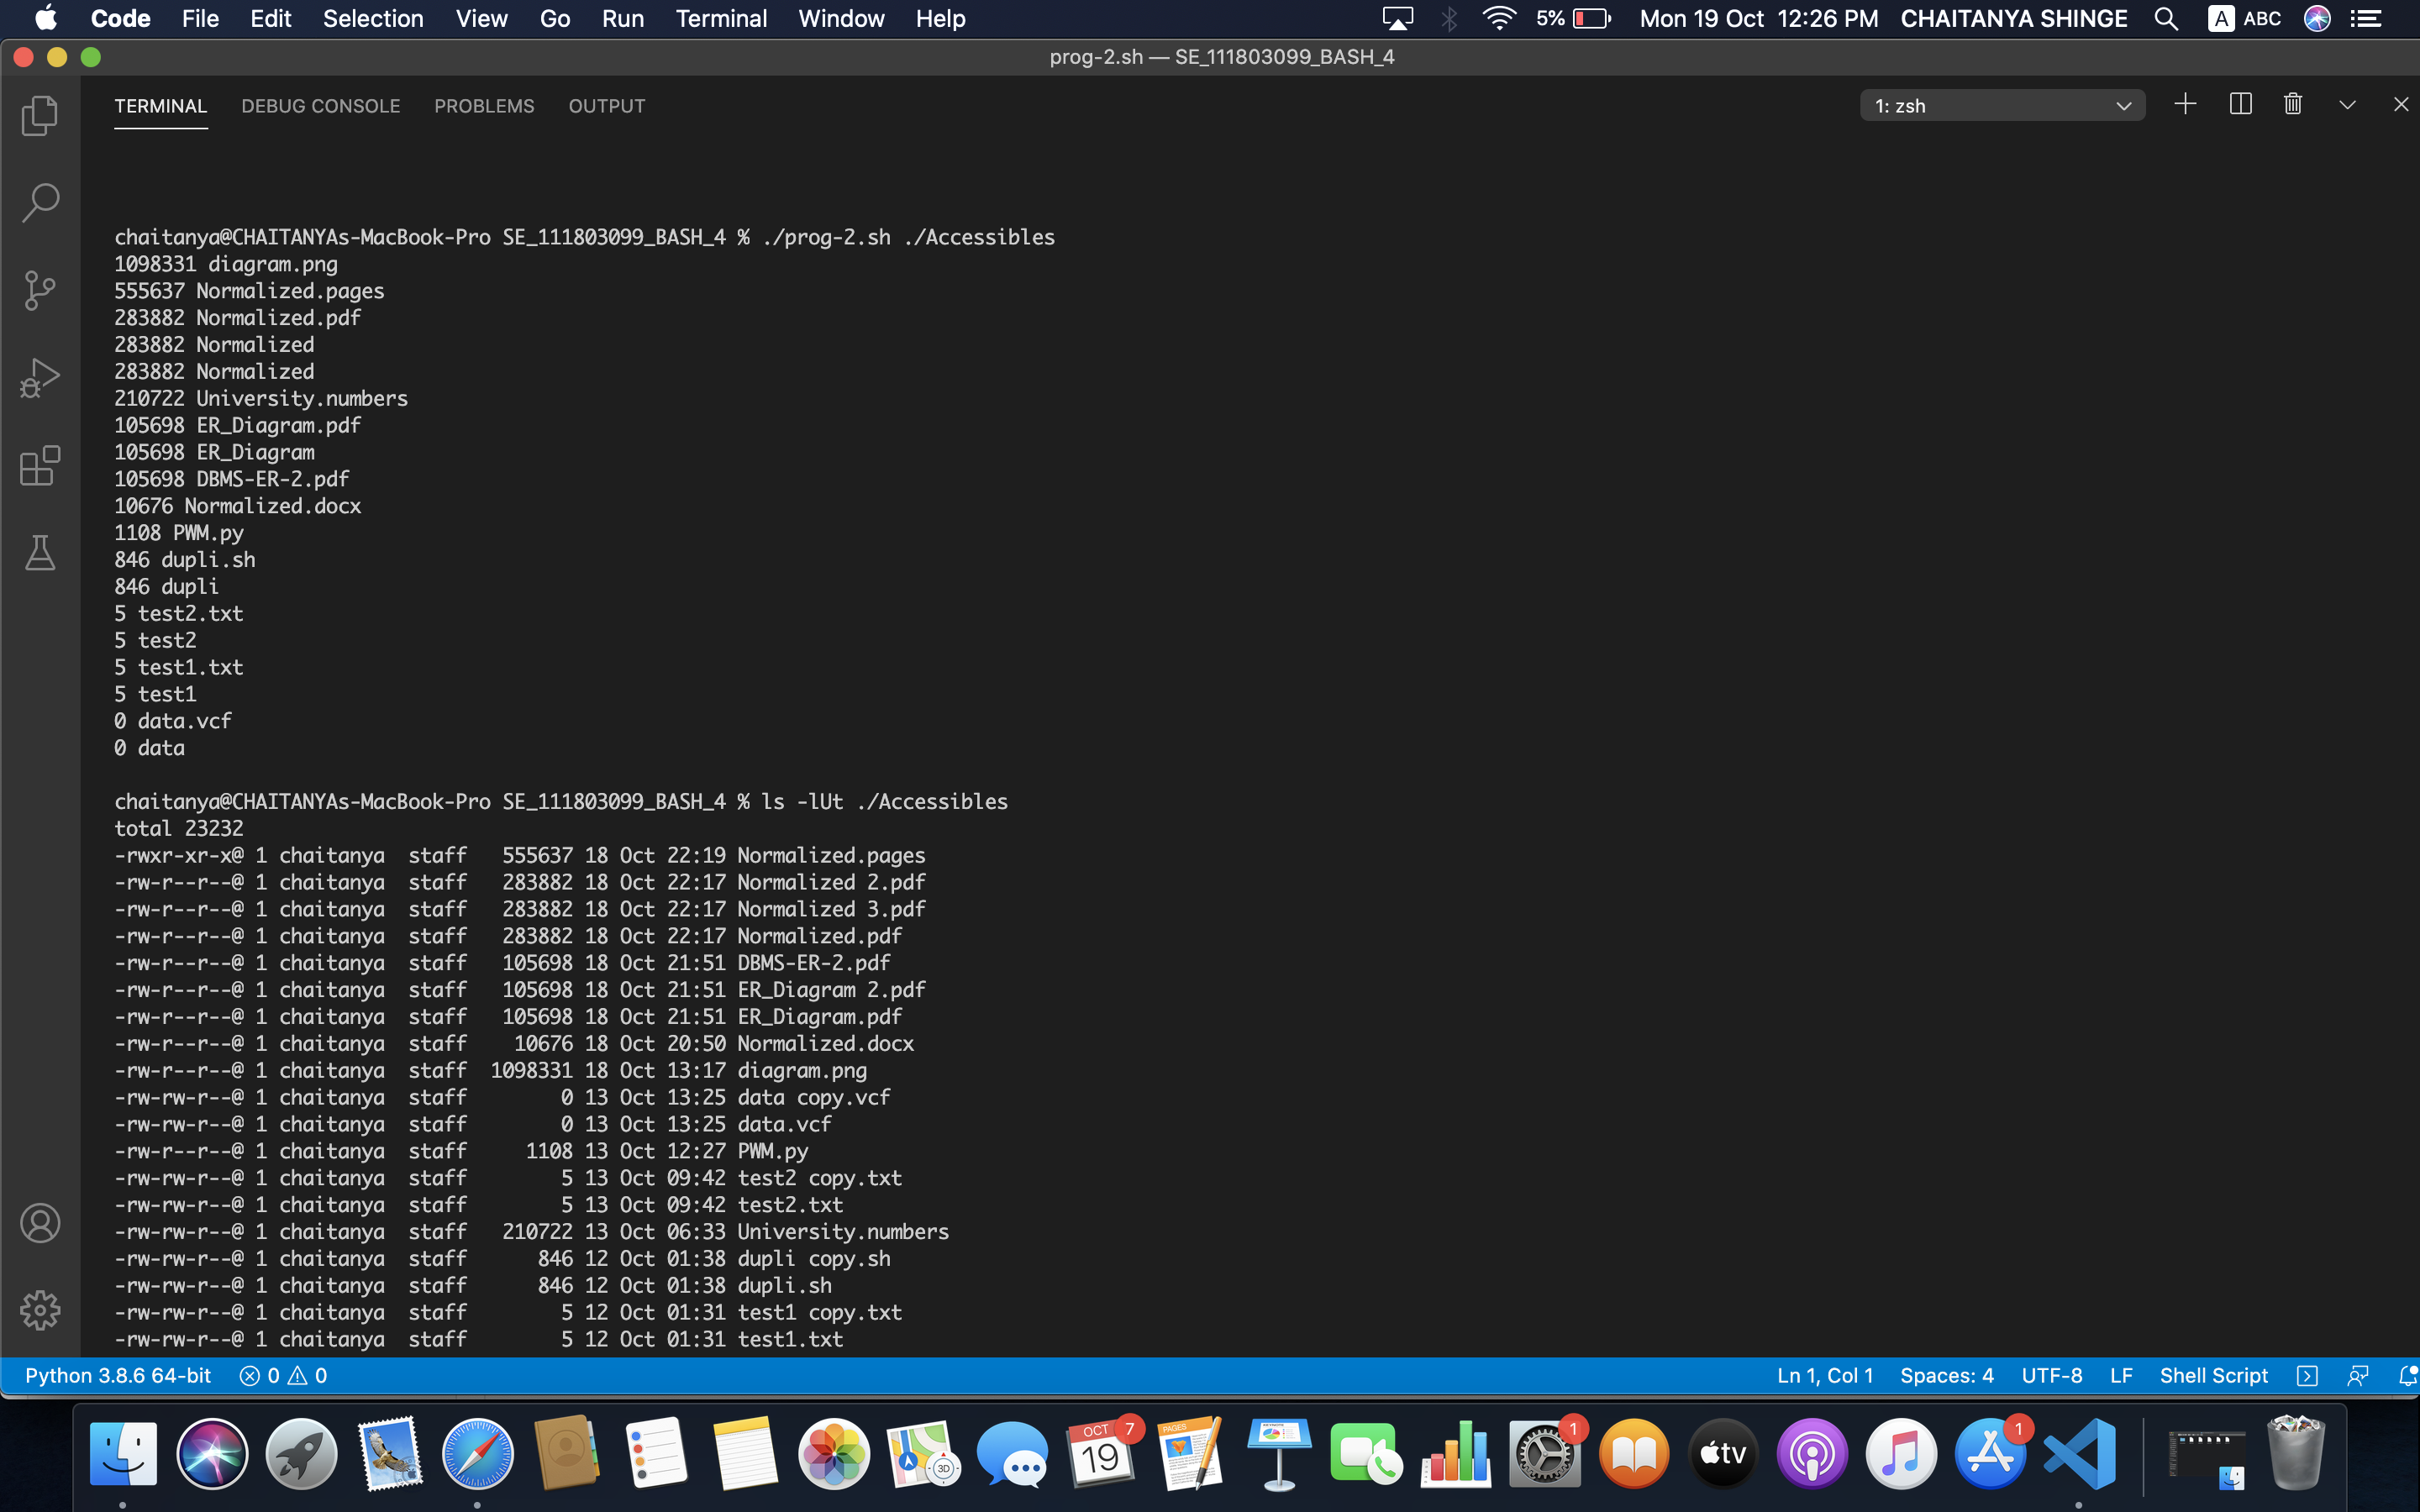 Code File Edit Selection View Go Run Terminal Window Help 5% Mon 19 Oct 12:26 PM CHAITANYA SHINGE A ABC
prog-2.sh — SE_111803099_BASH_4
TERMINAL DEBUG CONSOLE PROBLEMS OUTPUT 1: zsh
chaitanya@CHAITANYAs-MacBook-Pro SE_111803099_BASH_4 % ./prog-2.sh ./Accessibles
1098331 diagram.png
555637 Normalized.pages
283882 Normalized.pdf
283882 Normalized
283882 Normalized
210722 University.numbers
105698 ER_Diagram.pdf
105698 ER_Diagram
105698 DBMS-ER-2.pdf
10676 Normalized.docx
1108 PWM.py
846 dupli.sh
846 dupli
5 test2.txt
5 test2
5 test1.txt
5 test1
0 data.vcf
0 data
chaitanya@CHAITANYAs-MacBook-Pro SE_111803099_BASH_4 % ls -lUt ./Accessibles
total 23232
-rwxr-xr-x@ 1 chaitanya  staff   555637 18 Oct 22:19 Normalized.pages
-rw-r--r--@ 1 chaitanya  staff   283882 18 Oct 22:17 Normalized 2.pdf
-rw-r--r--@ 1 chaitanya  staff   283882 18 Oct 22:17 Normalized 3.pdf
-rw-r--r--@ 1 chaitanya  staff   283882 18 Oct 22:17 Normalized.pdf
-rw-r--r--@ 1 chaitanya  staff   105698 18 Oct 21:51 DBMS-ER-2.pdf
-rw-r--r--@ 1 chaitanya  staff   105698 18 Oct 21:51 ER_Diagram 2.pdf
-rw-r--r--@ 1 chaitanya  staff   105698 18 Oct 21:51 ER_Diagram.pdf
-rw-r--r--@ 1 chaitanya  staff    10676 18 Oct 20:50 Normalized.docx
-rw-r--r--@ 1 chaitanya  staff  1098331 18 Oct 13:17 diagram.png
-rw-rw-r--@ 1 chaitanya  staff        0 13 Oct 13:25 data copy.vcf
-rw-rw-r--@ 1 chaitanya  staff        0 13 Oct 13:25 data.vcf
-rw-r--r--@ 1 chaitanya  staff     1108 13 Oct 12:27 PWM.py
-rw-rw-r--@ 1 chaitanya  staff        5 13 Oct 09:42 test2 copy.txt
-rw-rw-r--@ 1 chaitanya  staff        5 13 Oct 09:42 test2.txt
-rw-rw-r--@ 1 chaitanya  staff   210722 13 Oct 06:33 University.numbers
-rw-rw-r--@ 1 chaitanya  staff      846 12 Oct 01:38 dupli copy.sh
-rw-rw-r--@ 1 chaitanya  staff      846 12 Oct 01:38 dupli.sh
-rw-rw-r--@ 1 chaitanya  staff        5 12 Oct 01:31 test1 copy.txt
-rw-rw-r--@ 1 chaitanya  staff        5 12 Oct 01:31 test1.txt
Python 3.8.6 64-bit 0 0 Ln 1, Col 1 Spaces: 4 UTF-8 LF Shell Script
3D OCT 19 7 PAGES KEYNOTE 1 tv 1